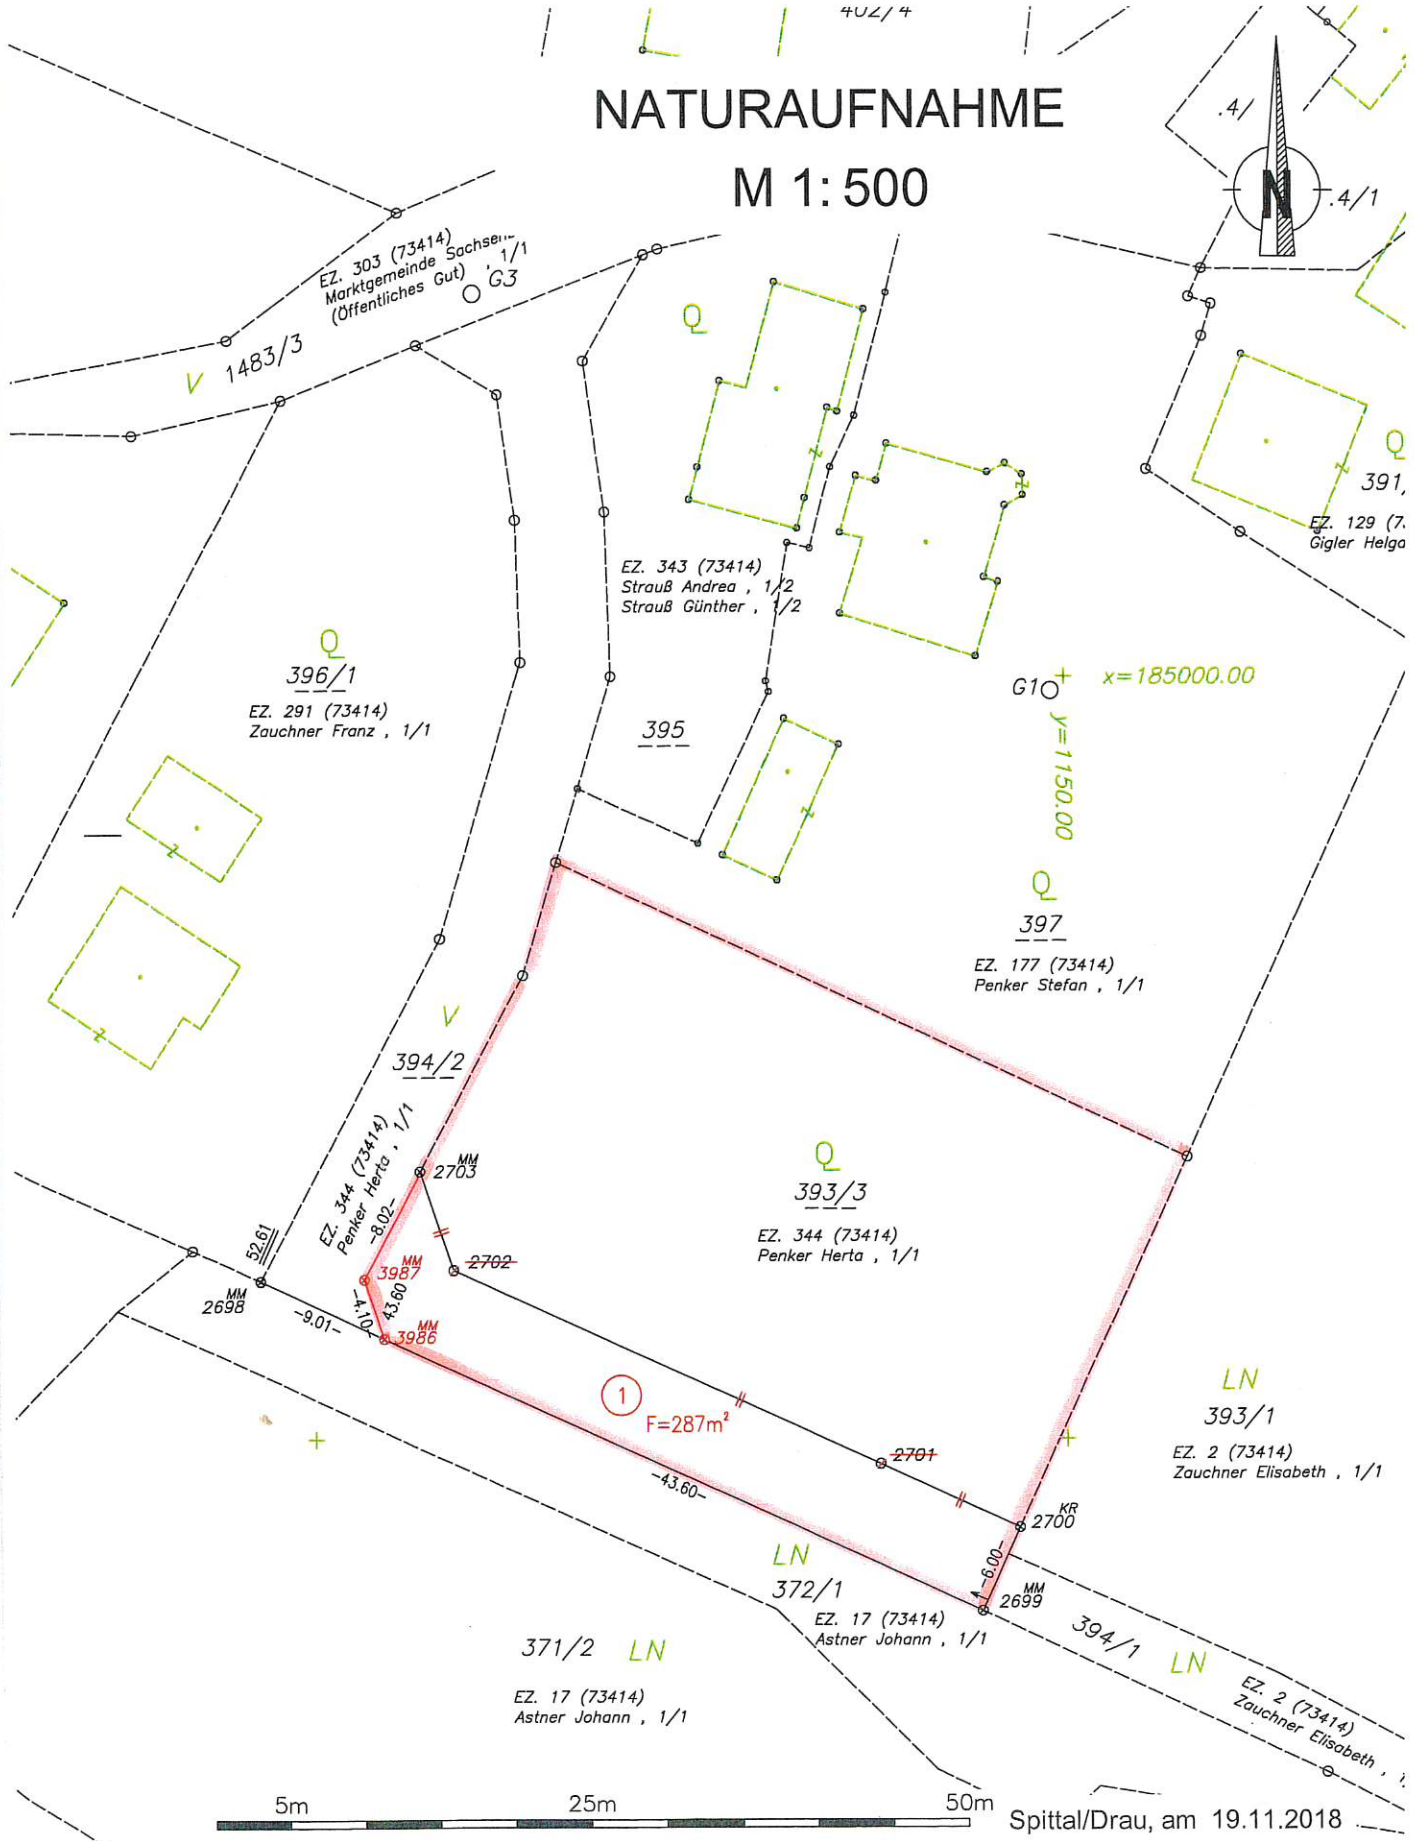 402/4
NATURAUFNAHME
M 1: 500
.4/
N
.4/1
EZ. 303 (73414)
Marktgemeinde
(Öffentliches Gut) , 1/1
G3
V 1483/3
Q
Q
391/
EZ. 129
Gigler Helga
EZ. 343 (73414)
Strauß Andrea , 1/2
Strauß Günther , 1/2
Q
396/1
EZ. 291 (73414)
Zauchner Franz , 1/1
G1
x=185000.00
y=1150.00
395
Q
397
EZ. 177 (73414)
Penker Stefan , 1/1
V
394/2
EZ. 344 (73414)
Penker Herta , 1/1
MM
2703
-8.02-
Q
393/3
EZ. 344 (73414)
Penker Herta , 1/1
52.61
MM
2698
-9.01-
MM
3987
2702
-4.10-
43.60
MM
3986
1
F=287m²
2701
LN
393/1
EZ. 2 (73414)
Zauchner Elisabeth , 1/1
-43.60-
KR
2700
-6.00-
MM
2699
LN
372/1
EZ. 17 (73414)
Astner Johann , 1/1
394/1 LN
371/2 LN
EZ. 17 (73414)
Astner Johann , 1/1
EZ. 2 (73414)
Zauchner Elisabeth ,
5m 25m 50m
Spittal/Drau, am 19.11.2018